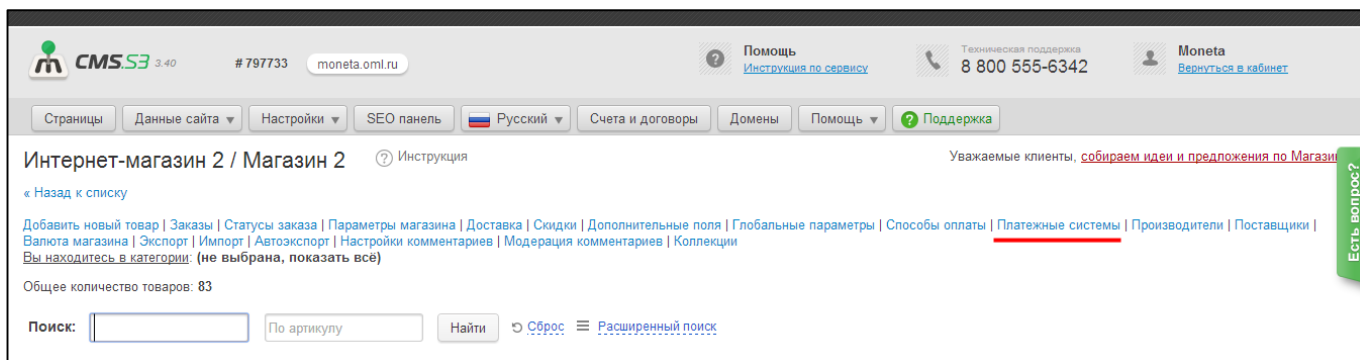 CMS.S3 3.40 # 797733 moneta.oml.ru Помощь Техническая поддержка Moneta
Инструкция по сервису 8 800 555-6342 Вернуться в кабинет
Страницы Данные сайта Настройки SEO панель Русский Счета и договоры Домены Помощь ? Поддержка
Интернет-магазин 2 / Магазин 2 ? Инструкция Уважаемые клиенты, собираем идеи и предложения по
« Назад к списку
Есть вопрос?
Добавить новый товар | Заказы | Статусы заказа | Параметры магазина | Доставка | Скидки | Дополнительные поля | Глобальные параметры | Способы оплаты | Платежные системы | Производители | Поставщики |
Валюта магазина | Экспорт | Импорт | Автоэкспорт | Настройки комментариев | Модерация комментариев | Коллекции
Вы находитесь в категории: (не выбрана, показать всё)
Общее количество товаров: 83
Поиск: По артикулу Найти Сброс Расширенный поиск